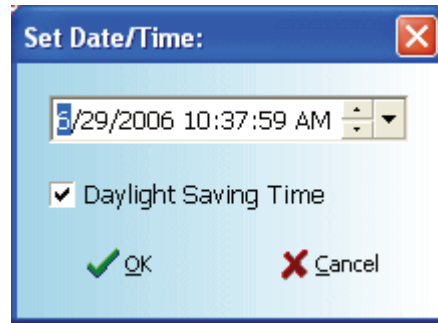 Set Date/Time:
6/29/2006 10:37:59 AM
Daylight Saving Time
OK
Cancel